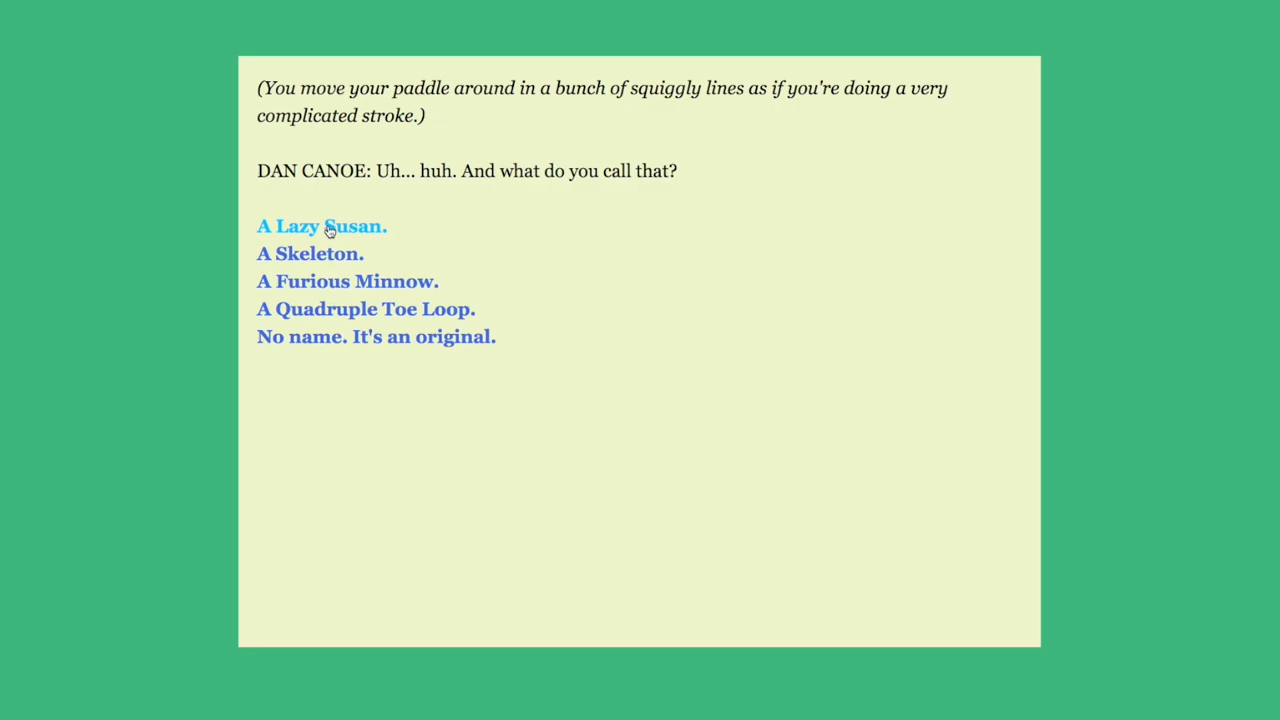 (You move your paddle around in a bunch of squiggly lines as if you're doing a very
complicated stroke.)
DAN CANOE: Uh... huh. And what do you call that?
A Lazy Susan.
A Skeleton.
A Furious Minnow.
A Quadruple Toe Loop.
No name. It's an original.